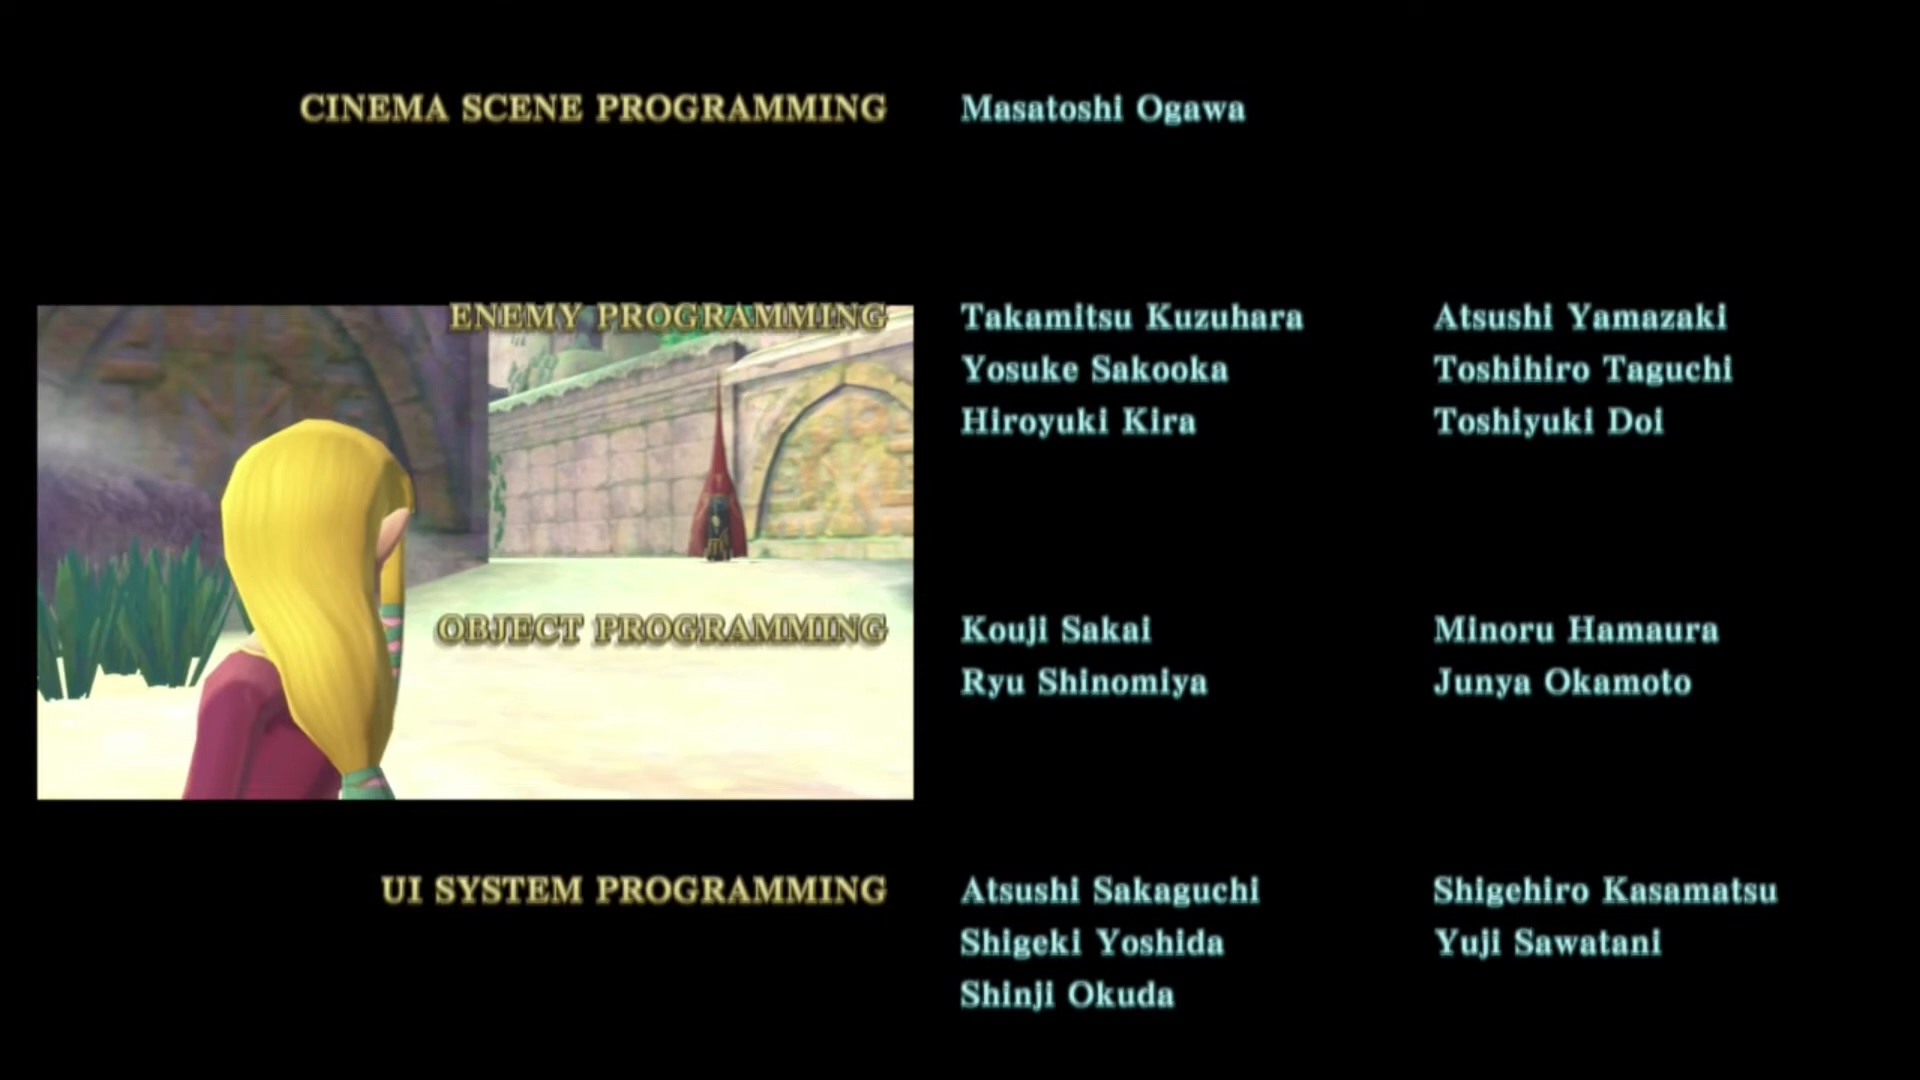 CINEMA SCENE PROGRAMMING Masatoshi Ogawa
ENEMY PROGRAMMING Takamitsu Kuzuhara Atsushi Yamazaki
Yosuke Sakooka Toshihiro Taguchi
Hiroyuki Kira Toshiyuki Doi
OBJECT PROGRAMMING Kouji Sakai Minoru Hamaura
Ryu Shinomiya Junya Okamoto
UI SYSTEM PROGRAMMING Atsushi Sakaguchi Shigehiro Kasamatsu
Shigeki Yoshida Yuji Sawatani
Shinji Okuda